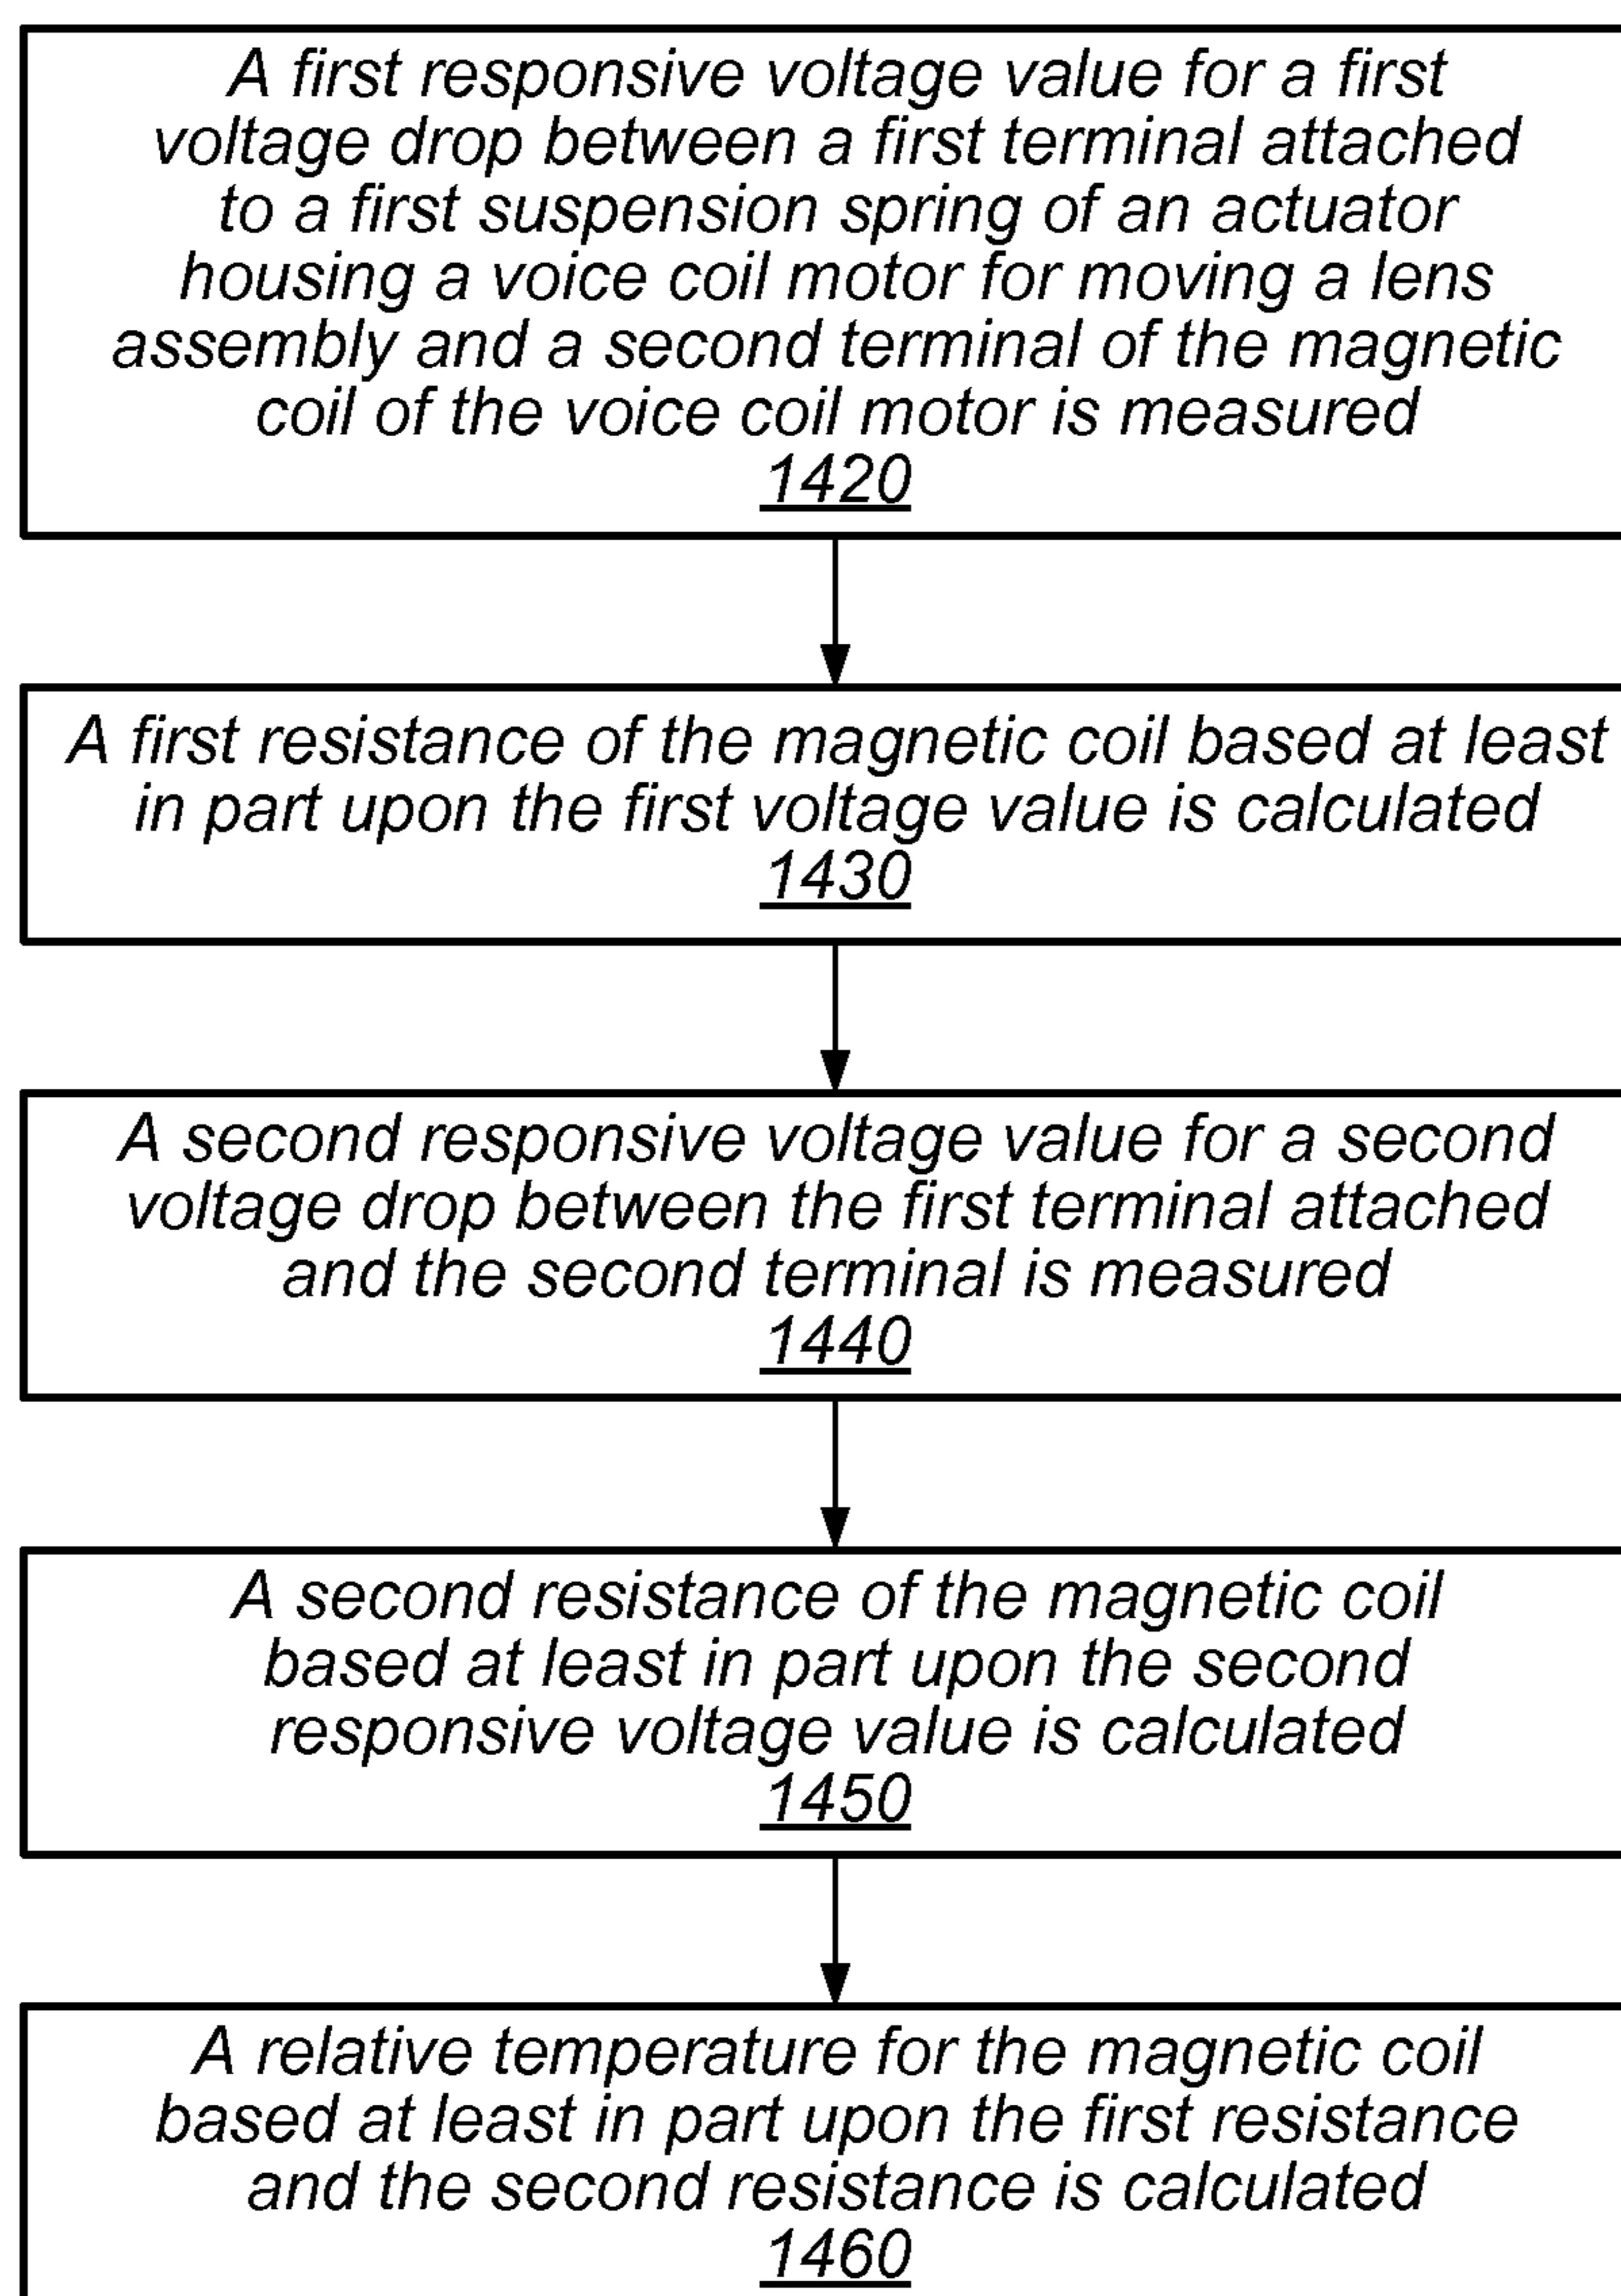 A first responsive voltage value for a first
voltage drop between a first terminal attached
to a first suspension spring of an actuator
housing a voice coil motor for moving a lens
assembly and a second terminal of the magnetic
coil of the voice coil motor is measured
1420
A first resistance of the magnetic coil based at least
in part upon the first voltage value is calculated
1430
A second responsive voltage value for a second
voltage drop between the first terminal attached
and the second terminal is measured
1440
A second resistance of the magnetic coil
based at least in part upon the second
responsive voltage value is calculated
1450
A relative temperature for the magnetic coil
based at least in part upon the first resistance
and the second resistance is calculated
1460